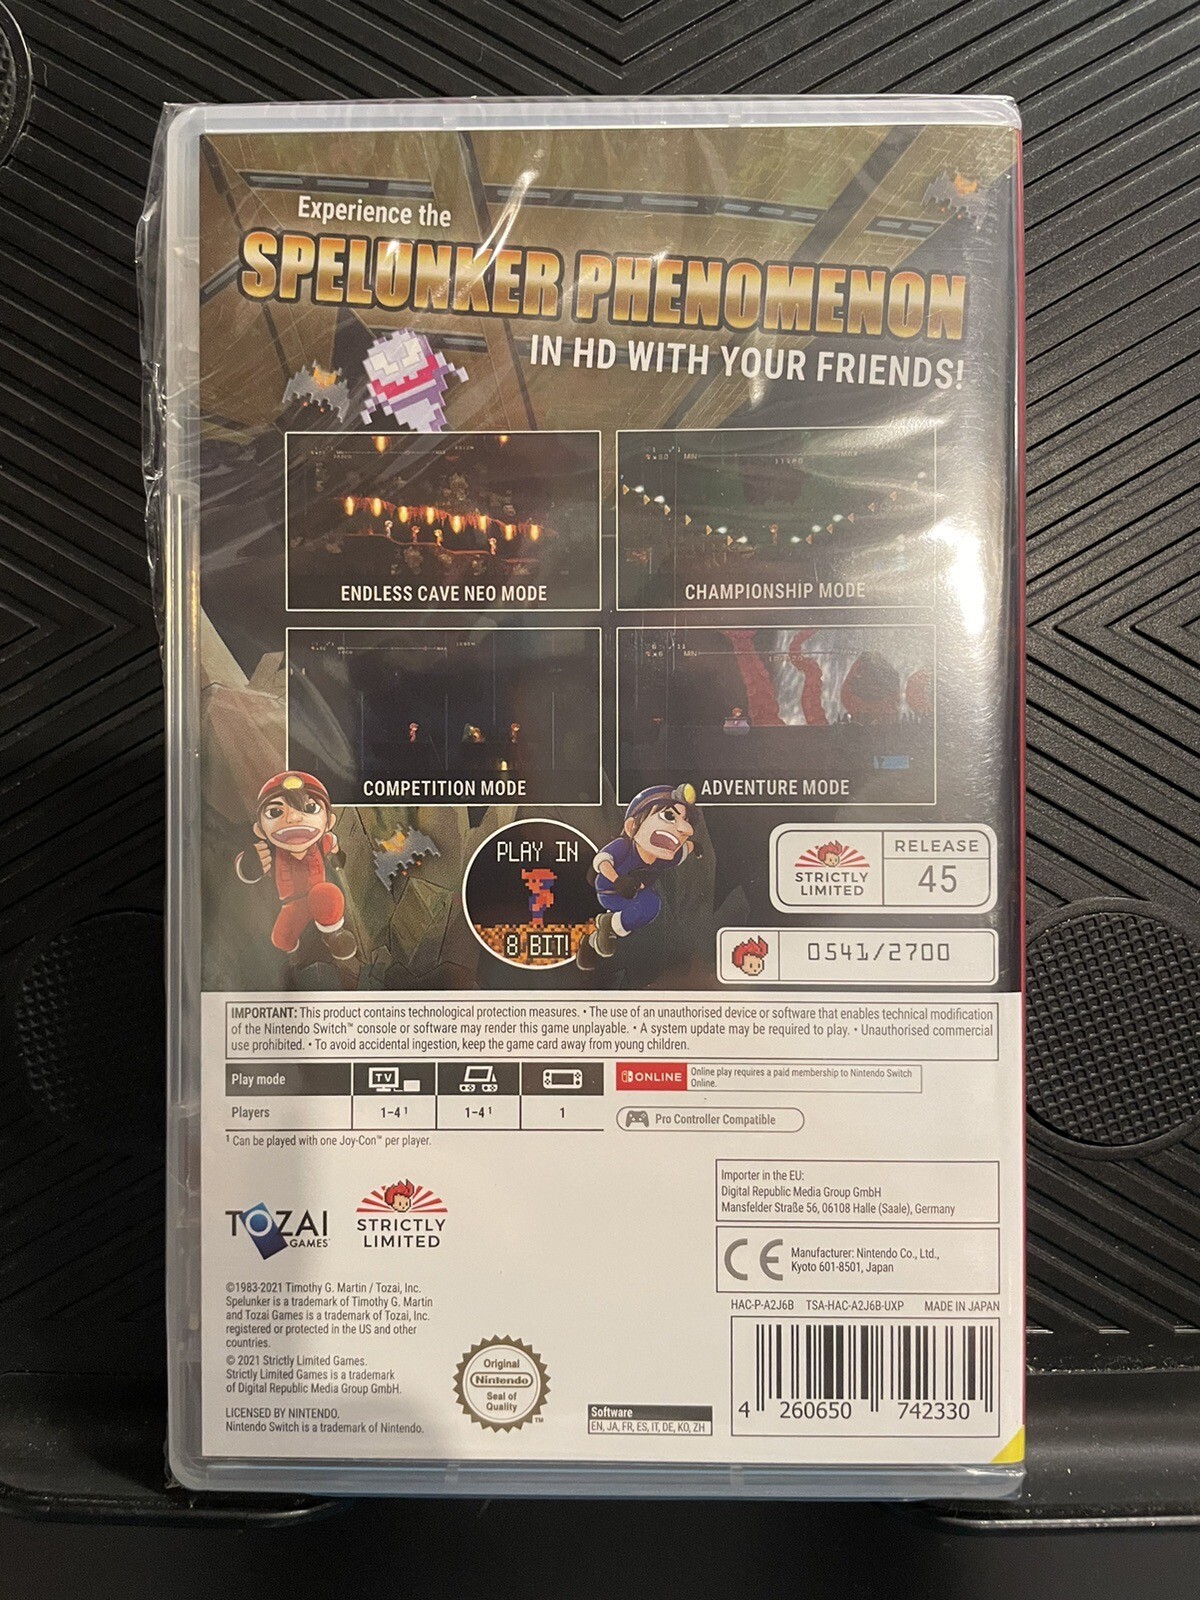 Experience the
SPELUNKER PHENOMENON
IN HD WITH YOUR FRIENDS!
ENDLESS CAVE NEO MODE
CHAMPIONSHIP MODE
COMPETITION MODE
ADVENTURE MODE
PLAY IN
8 BIT!
STRICTLY
LIMITED
RELEASE
45
0541/2700
IMPORTANT: This product contains technological protection measures. • The use of an unauthorised device or software that enables technical modification
of the Nintendo Switch™ console or software may render this game unplayable. • A system update may be required to play. • Unauthorised commercial
use prohibited. • To avoid accidental ingestion, keep the game card away from young children.
Play mode
TV
Players
1-4 ¹
1-4 ¹
1
¹ Can be played with one Joy-Con™ per player.
ONLINE
Online play requires a paid membership to Nintendo Switch
Online.
Pro Controller Compatible
TOZAI
GAMES
STRICTLY
LIMITED
Importer in the EU:
Digital Republic Media Group GmbH
Mansfelder Straße 56, 06108 Halle (Saale), Germany
CE
Manufacturer: Nintendo Co., Ltd.,
Kyoto 601-8501, Japan
HAC-P-A2J6B TSA-HAC-A2J6B-UXP MADE IN JAPAN
©1983-2021 Timothy G. Martin / Tozai, Inc.
Spelunker is a trademark of Timothy G. Martin
and Tozai Games is a trademark of Tozai, Inc.
registered or protected in the US and other
countries.
© 2021 Strictly Limited Games.
Strictly Limited Games is a trademark
of Digital Republic Media Group GmbH.
LICENSED BY NINTENDO.
Nintendo Switch is a trademark of Nintendo.
Original
Nintendo
Seal of
Quality
TM
Software
EN, JA, FR, ES, IT, DE, KO, ZH
4 260650 742330